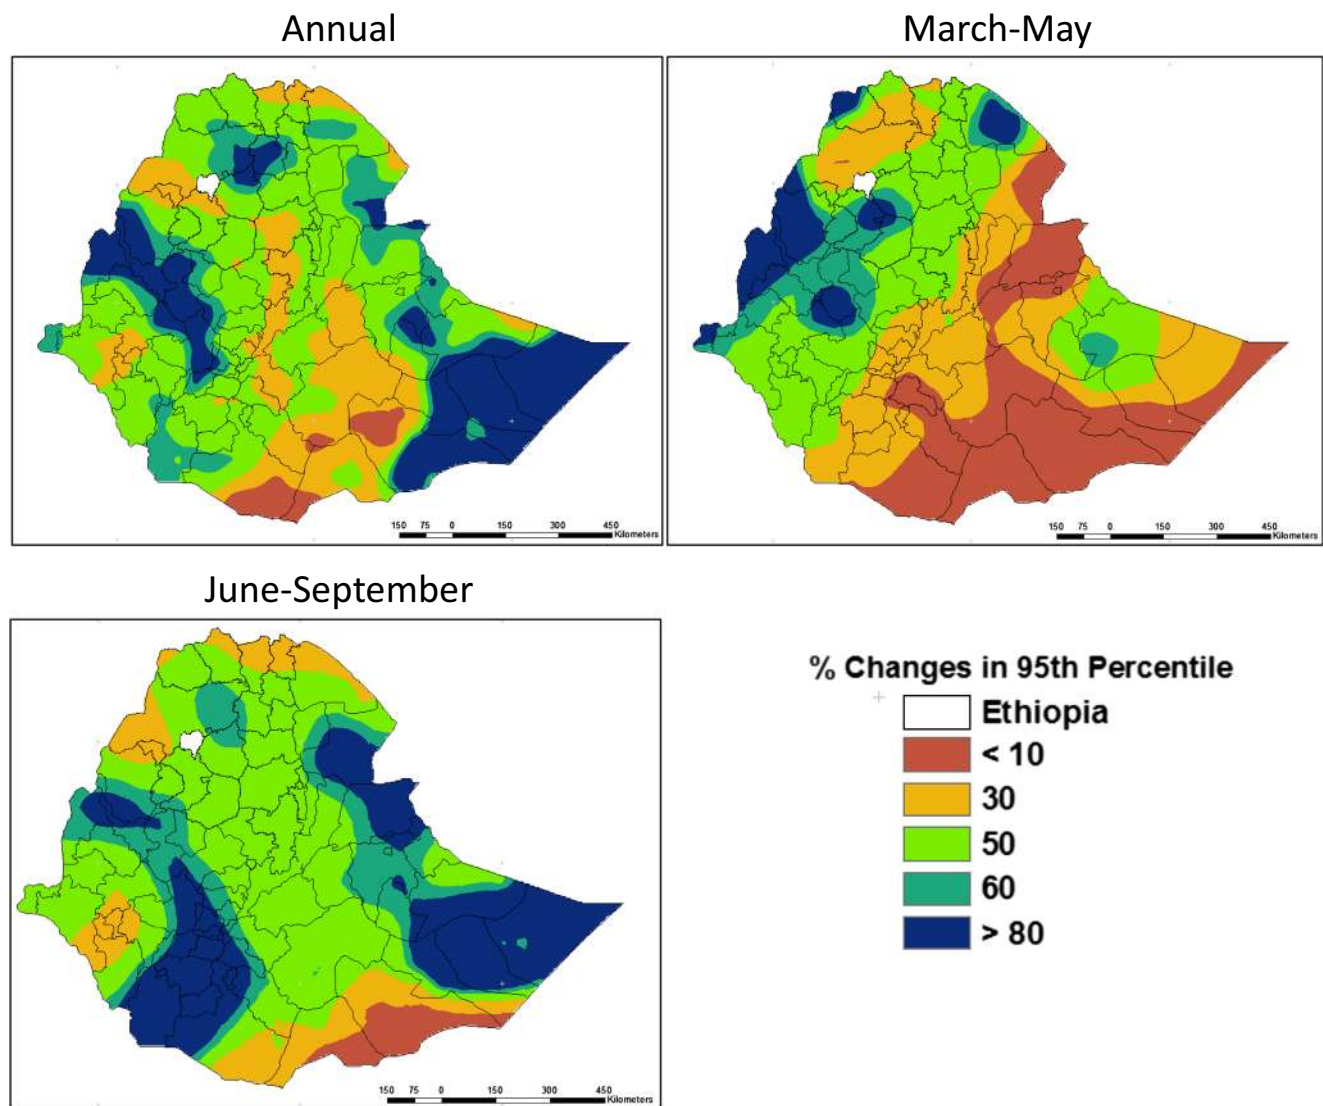 Annual
March-May
150 75 0 150 300 450
Kilometers
150 75 0 150 300 450
Kilometers
June-September
% Changes in 95th Percentile
Ethiopia
< 10
30
50
60
> 80
150 75 0 150 300 450
Kilometers